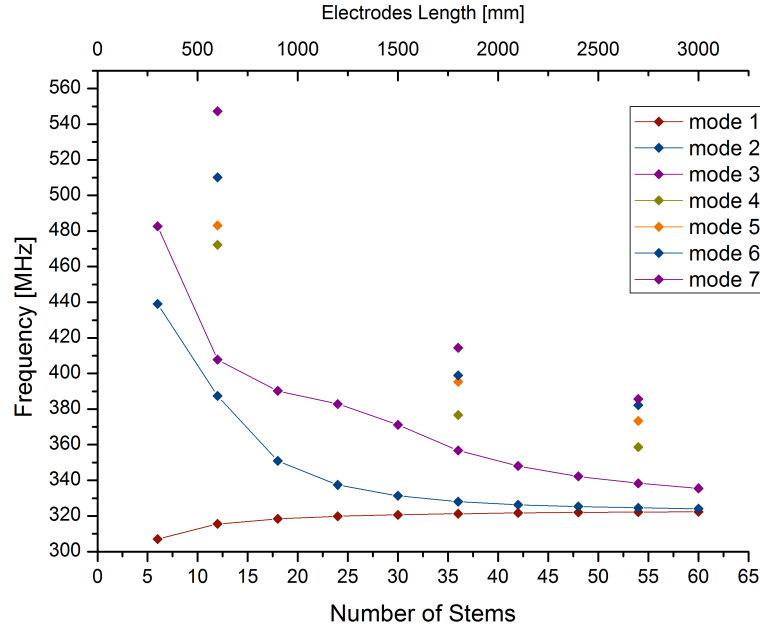 Electrodes Length [mm]
0 500 1000 1500 2000 2500 3000
560
540
520
500
480
460
440
420
400
380
360
340
320
300
Frequency [MHz]
mode 1
mode 2
mode 3
mode 4
mode 5
mode 6
mode 7
0 5 10 15 20 25 30 35 40 45 50 55 60 65
Number of Stems